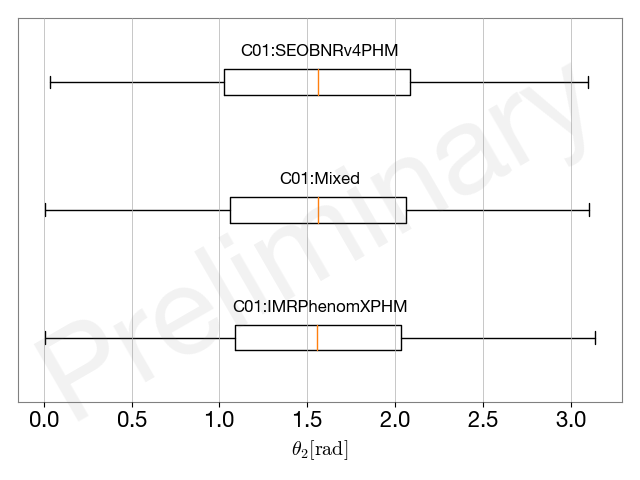 C01:SEOBNRv4PHM
C01:Mixed
C01:IMRPhenomXPHM
Preliminary
0.0 0.5 1.0 1.5 2.0 2.5 3.0
θ₂[rad]